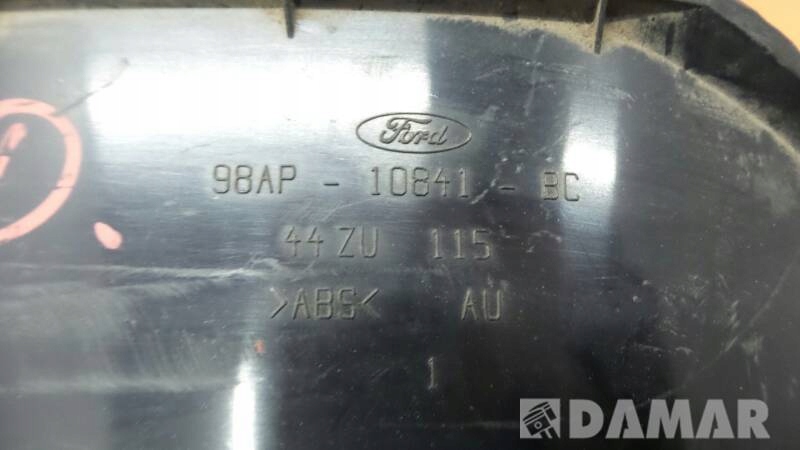 Ford
98AP - 10841 - BC
44 ZU 115
>ABS< AU
1
DAMAR